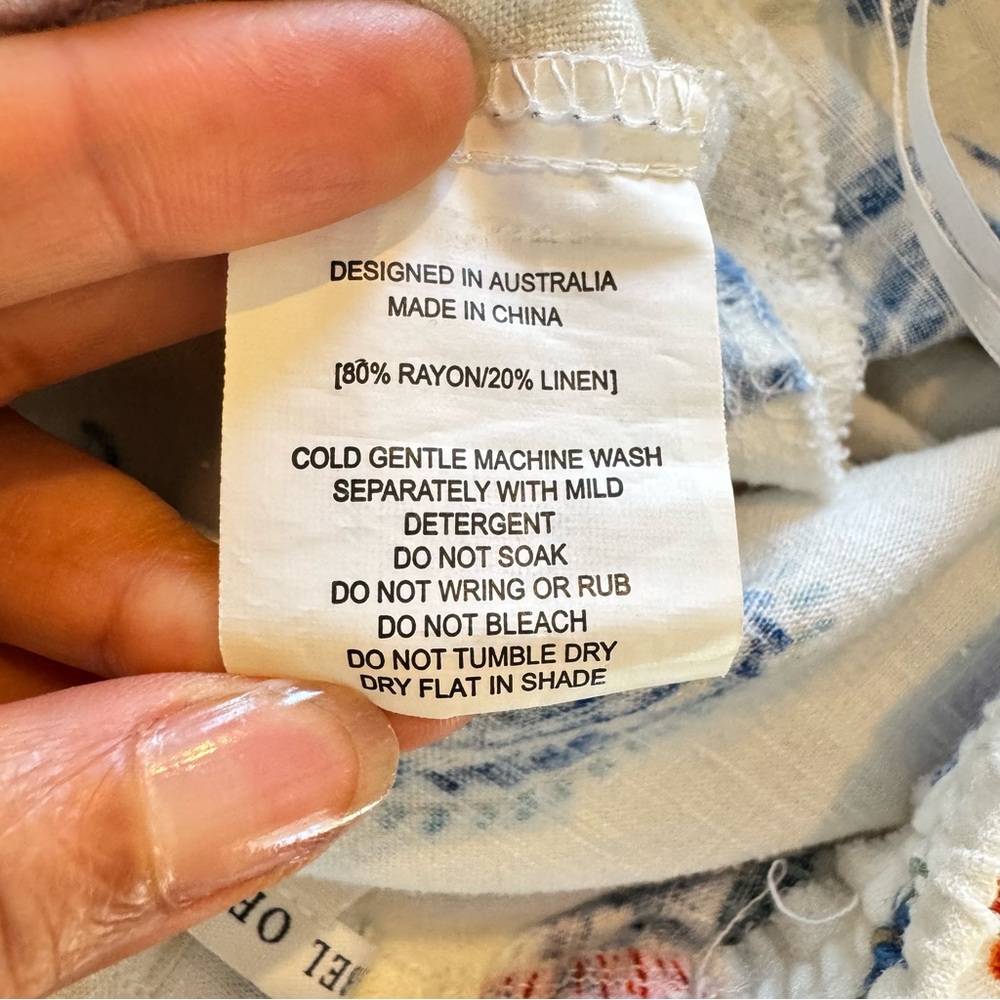 DESIGNED IN AUSTRALIA
MADE IN CHINA
[80% RAYON/20% LINEN]
COLD GENTLE MACHINE WASH
SEPARATELY WITH MILD
DETERGENT
DO NOT SOAK
DO NOT WRING OR RUB
DO NOT BLEACH
DO NOT TUMBLE DRY
DRY FLAT IN SHADE